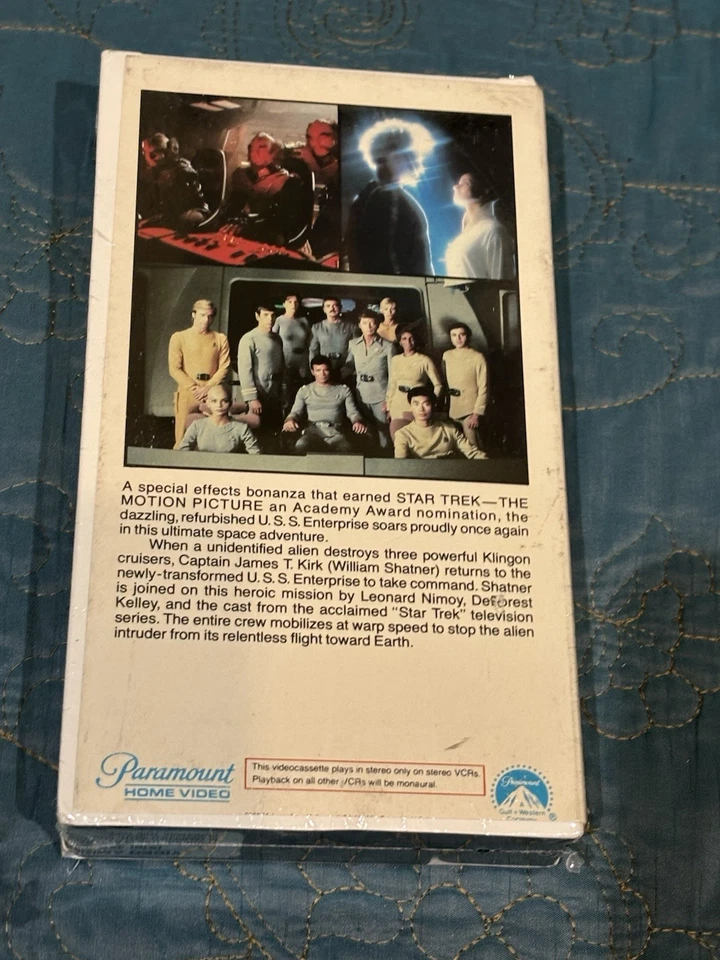 A special effects bonanza that earned STAR TREK—THE
MOTION PICTURE an Academy Award nomination, the
dazzling, refurbished U.S.S. Enterprise soars proudly once again
in this ultimate space adventure.
When a unidentified alien destroys three powerful Klingon
cruisers, Captain James T. Kirk (William Shatner) returns to the
newly-transformed U.S.S. Enterprise to take command. Shatner
is joined on this heroic mission by Leonard Nimoy, DeForest
Kelley, and the cast from the acclaimed "Star Trek" television
series. The entire crew mobilizes at warp speed to stop the alien
intruder from its relentless flight toward Earth.
Paramount
HOME VIDEO
This videocassette plays in stereo only on stereo VCRs.
Playback on all other VCRs will be monaural.
Paramount
Gulf + Western
Company
®